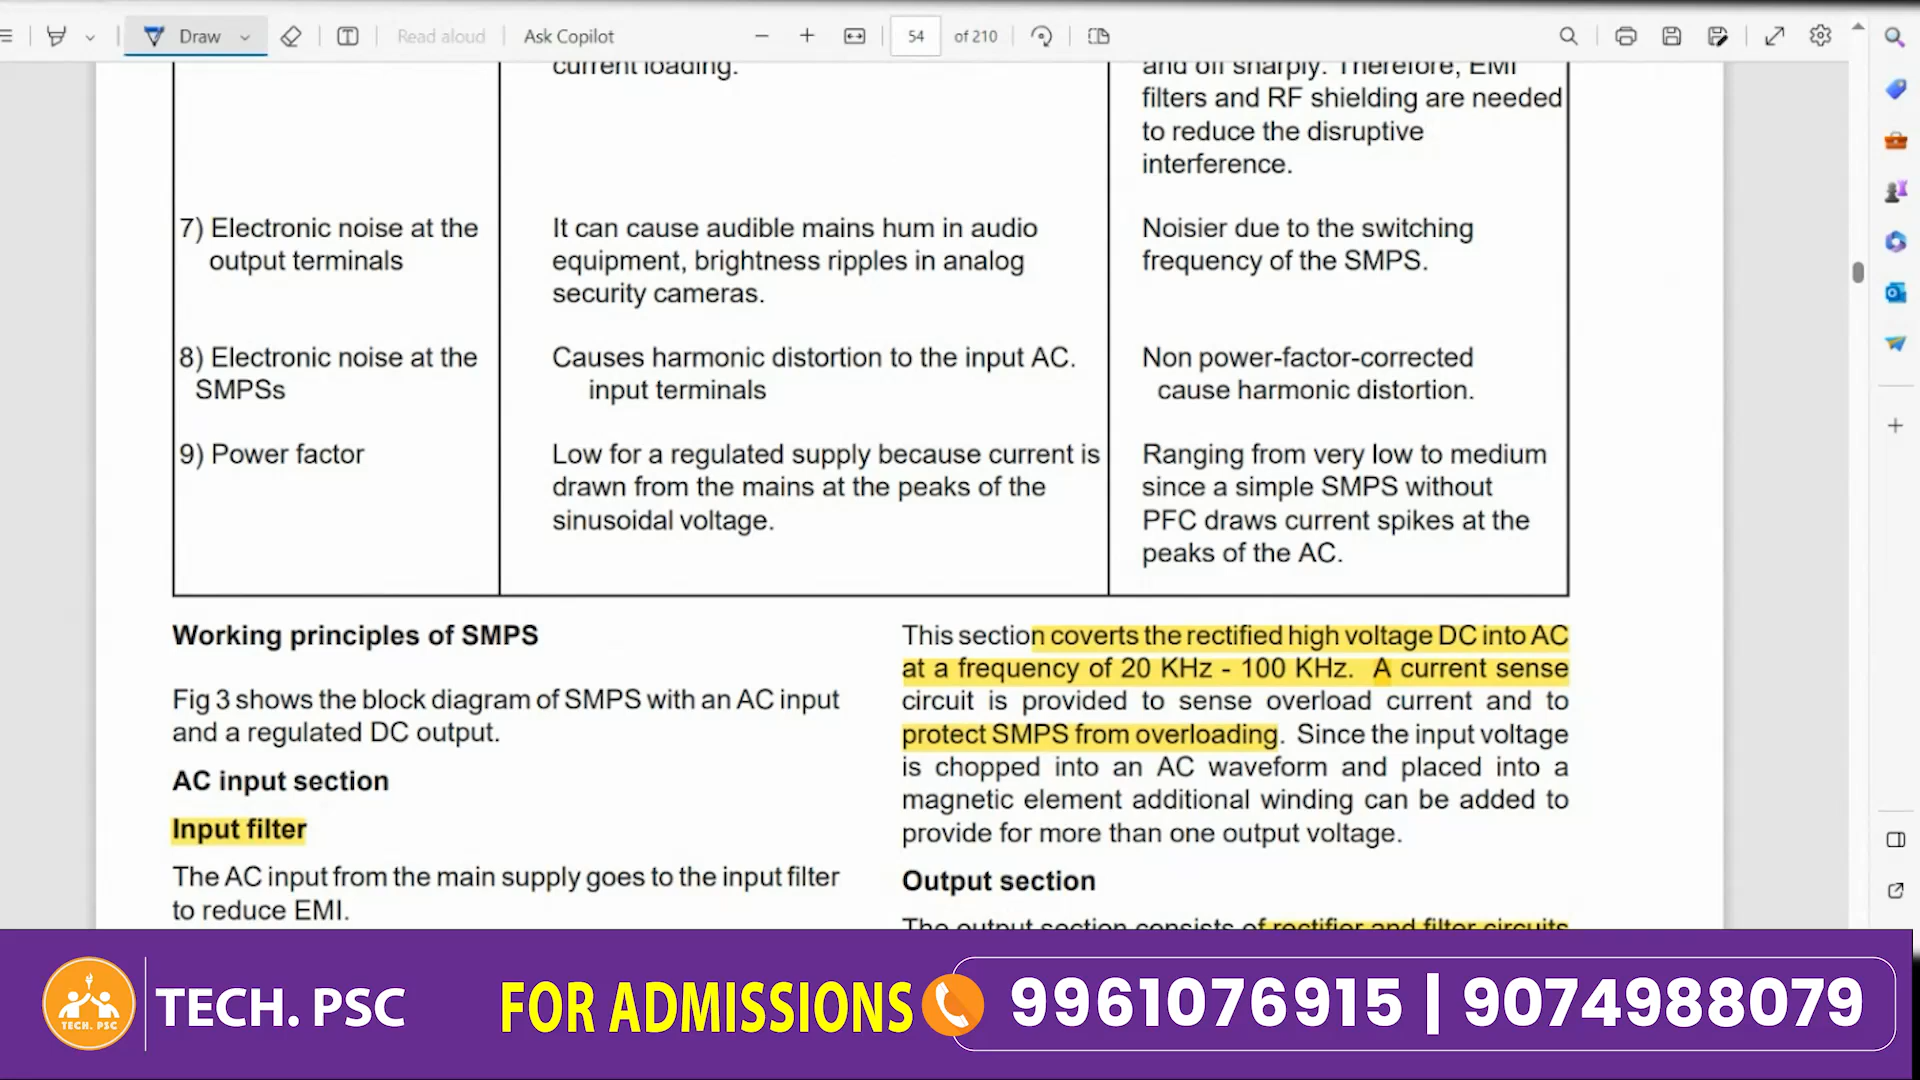 Draw
Read aloud
Ask Copilot
54 of 210
current loading.
and off sharply. Therefore, EMI
filters and RF shielding are needed
to reduce the disruptive
interference.
7) Electronic noise at the
output terminals
It can cause audible mains hum in audio
equipment, brightness ripples in analog
security cameras.
Noisier due to the switching
frequency of the SMPS.
8) Electronic noise at the
SMPSs
Causes harmonic distortion to the input AC.
input terminals
Non power-factor-corrected
cause harmonic distortion.
9) Power factor
Low for a regulated supply because current is
drawn from the mains at the peaks of the
sinusoidal voltage.
Ranging from very low to medium
since a simple SMPS without
PFC draws current spikes at the
peaks of the AC.
Working principles of SMPS
Fig 3 shows the block diagram of SMPS with an AC input
and a regulated DC output.
AC input section
Input filter
The AC input from the main supply goes to the input filter
to reduce EMI.
This section coverts the rectified high voltage DC into AC
at a frequency of 20 KHz - 100 KHz. A current sense
circuit is provided to sense overload current and to
protect SMPS from overloading. Since the input voltage
is chopped into an AC waveform and placed into a
magnetic element additional winding can be added to
provide for more than one output voltage.
Output section
The output section consists of rectifier and filter circuits
TECH. PSC
TECH. PSC
FOR ADMISSIONS
9961076915 | 9074988079